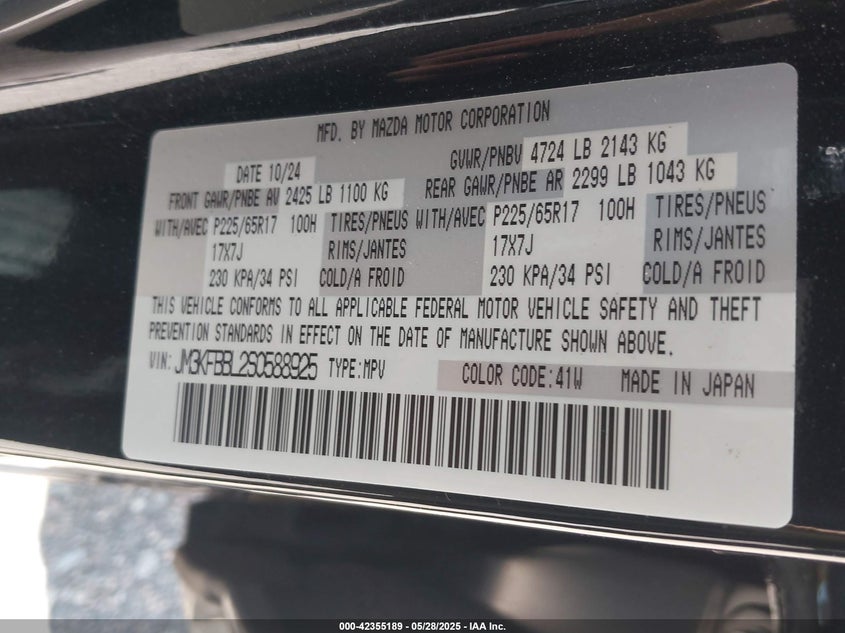 MFD. BY MAZDA MOTOR CORPORATION
DATE 10/24 GVWR/PNBV 4724 LB 2143 KG
FRONT GAWR/PNBE AV 2425 LB 1100 KG REAR GAWR/PNBE AR 2299 LB 1043 KG
WITH/AVEC P225/65R17 100H TIRES/PNEUS WITH/AVEC P225/65R17 100H TIRES/PNEUS
17X7J RIMS/JANTES 17X7J RIMS/JANTES
230 KPA/34 PSI COLD/A FROID 230 KPA/34 PSI COLD/A FROID
THIS VEHICLE CONFORMS TO ALL APPLICABLE FEDERAL MOTOR VEHICLE SAFETY AND THEFT
PREVENTION STANDARDS IN EFFECT ON THE DATE OF MANUFACTURE SHOWN ABOVE.
VIN: JM3KFBBL2S0588925 TYPE:MPV COLOR CODE:41W MADE IN JAPAN
000-42355189 - 05/28/2025 - IAA Inc.